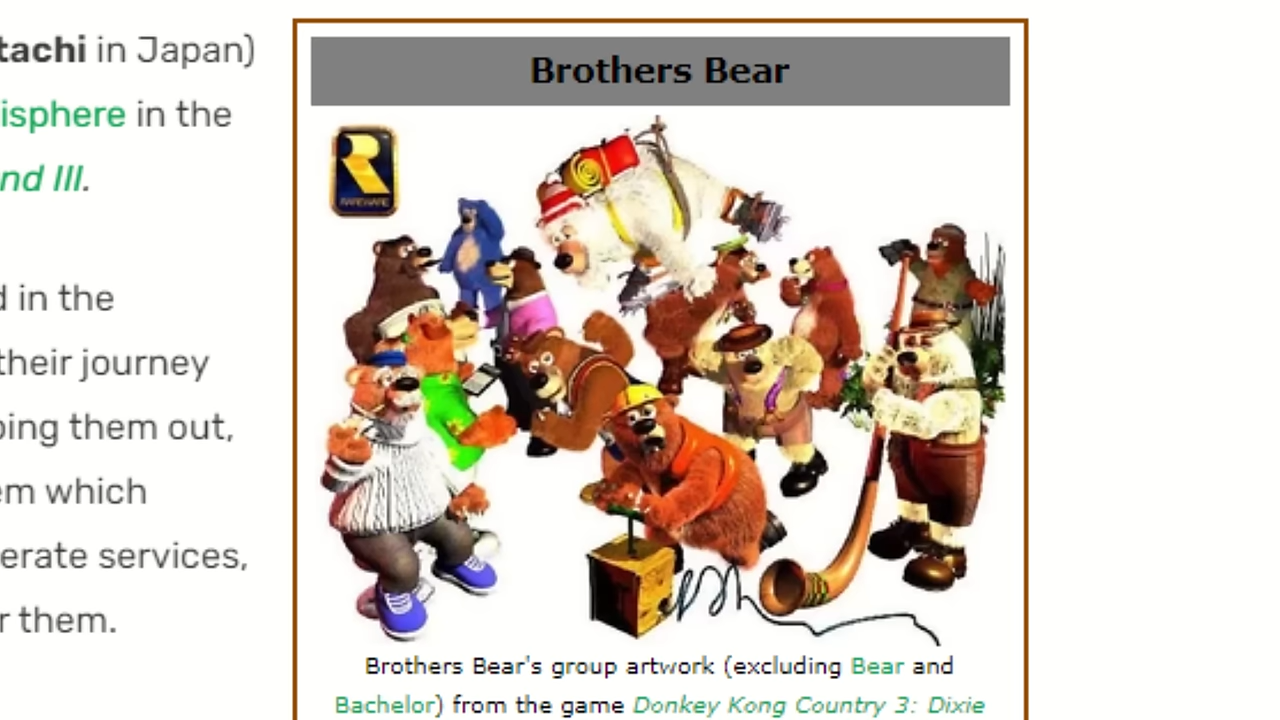 tachi in Japan)
isphere in the
nd III.
d in the
their journey
ping them out,
em which
erate services,
r them.
Brothers Bear
RAREWARE
Brothers Bear's group artwork (excluding Bear and
Bachelor) from the game Donkey Kong Country 3: Dixie